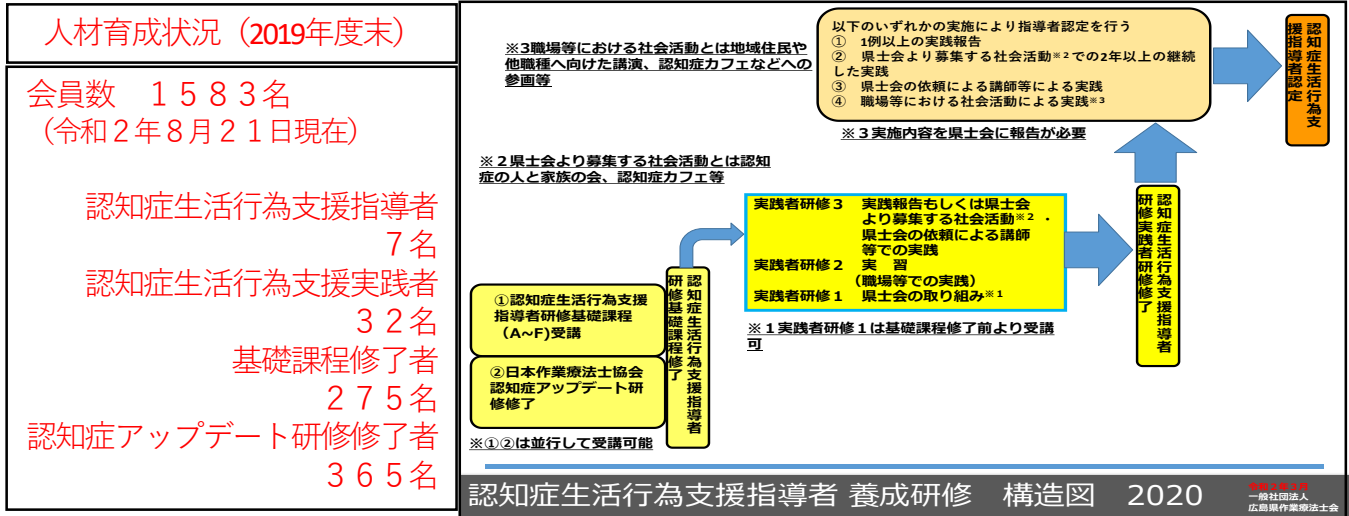 人材育成状況（2019年度末）
会員数　１５８３名
（令和２年８月２１日現在）
認知症生活行為支援指導者
７名
認知症生活行為支援実践者
３２名
基礎課程修了者
２７５名
認知症アップデート研修修了者
３６５名
※3職場等における社会活動とは地域住民や
他職種へ向けた講演、認知症カフェなどへの
参画等
以下のいずれかの実施により指導者認定を行う
①　1例以上の実践報告
②　県士会より募集する社会活動※２での2年以上の継続
した実践
③　県士会の依頼による講師等による実践
④　職場等における社会活動による実践※３
認知症生活行為支
援指導者認定
※３実施内容を県士会に報告が必要
※２県士会より募集する社会活動とは認知
症の人と家族の会、認知症カフェ等
実践者研修３　実践報告もしくは県士会
より募集する社会活動※２・
県士会の依頼による講師
等での実践
実践者研修２　実　習
（職場等での実践）
実践者研修１　県士会の取り組み※１
認知症生活行為支援指導者
研修実践者研修修了
※１実践者研修１は基礎課程修了前より受講
可
①認知症生活行為支援
指導者研修基礎課程
（A~F)受講
②日本作業療法士協会
認知症アップデート研
修修了
認知症生活行為支援指導者
研修基礎課程修了
※①②は並行して受講可能
認知症生活行為支援指導者 養成研修　構造図　2020
令和２年３月
一般社団法人
広島県作業療法士会